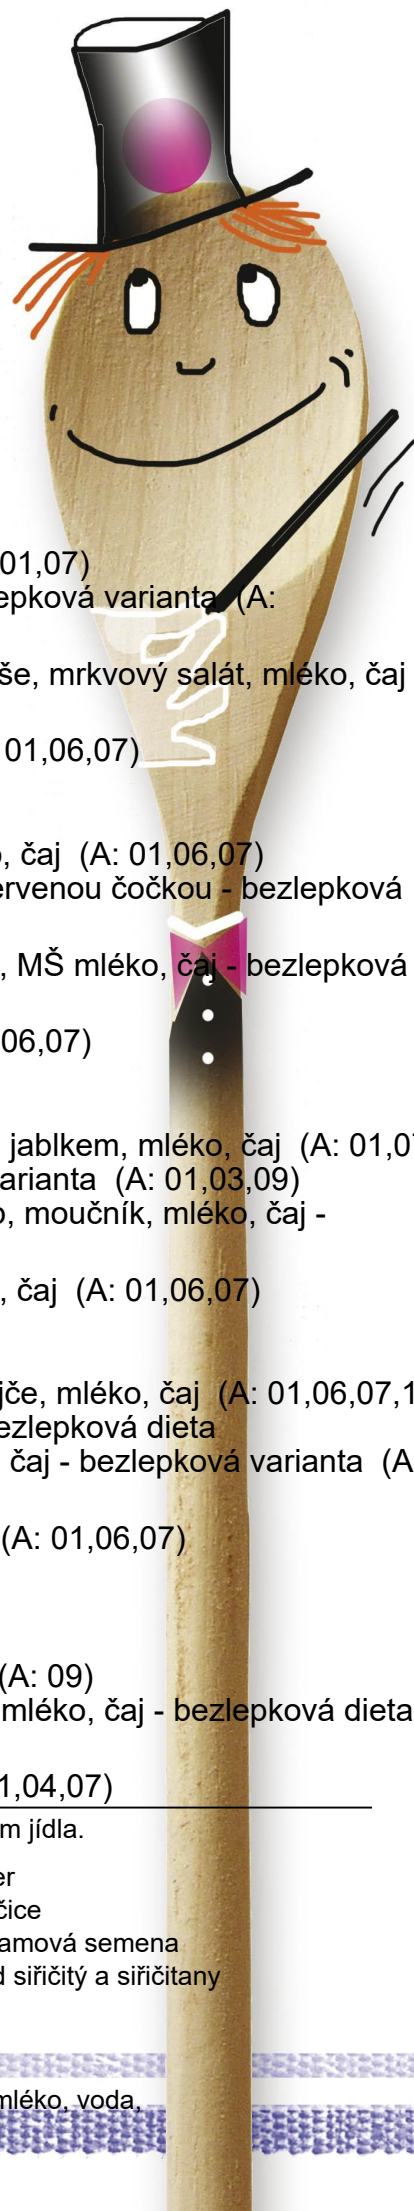 01,07)
epková varianta (A:
še, mrkvový salát, mléko, čaj
01,06,07)
, čaj (A: 01,06,07)
ervenou čočkou - bezlepková
, MŠ mléko, čaj - bezlepková
06,07)
jablkem, mléko, čaj (A: 01,07
arianta (A: 01,03,09)
o, moučník, mléko, čaj -
, čaj (A: 01,06,07)
jče, mléko, čaj (A: 01,06,07,1
ezlepková dieta
čaj - bezlepková varianta (A
(A: 01,06,07)
(A: 09)
mléko, čaj - bezlepková dieta
1,04,07)
m jídla.
er
čice
amová semena
d siřičitý a siřičitany
mléko, voda,